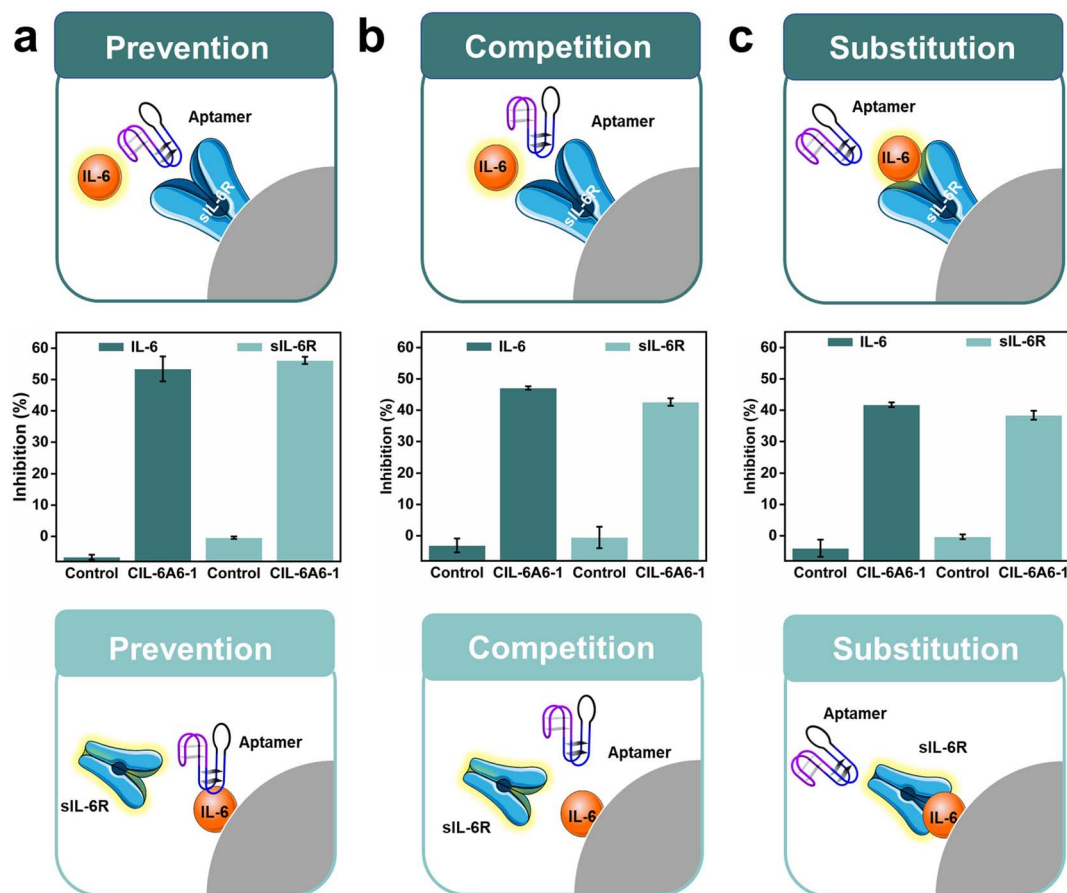 a
Prevention
Aptamer
IL-6
sIL-6R
b
Competition
Aptamer
IL-6
sIL-6R
c
Substitution
Aptamer
IL-6
sIL-6R
Inhibition (%)
60
50
40
30
20
10
0
IL-6
sIL-6R
Control CIL-6A6-1 Control CIL-6A6-1
Inhibition (%)
60
50
40
30
20
10
0
IL-6
sIL-6R
Control CIL-6A6-1 Control CIL-6A6-1
Inhibition (%)
60
50
40
30
20
10
0
IL-6
sIL-6R
Control CIL-6A6-1 Control CIL-6A6-1
Prevention
Aptamer
sIL-6R
IL-6
Competition
Aptamer
sIL-6R
IL-6
Substitution
Aptamer
sIL-6R
IL-6